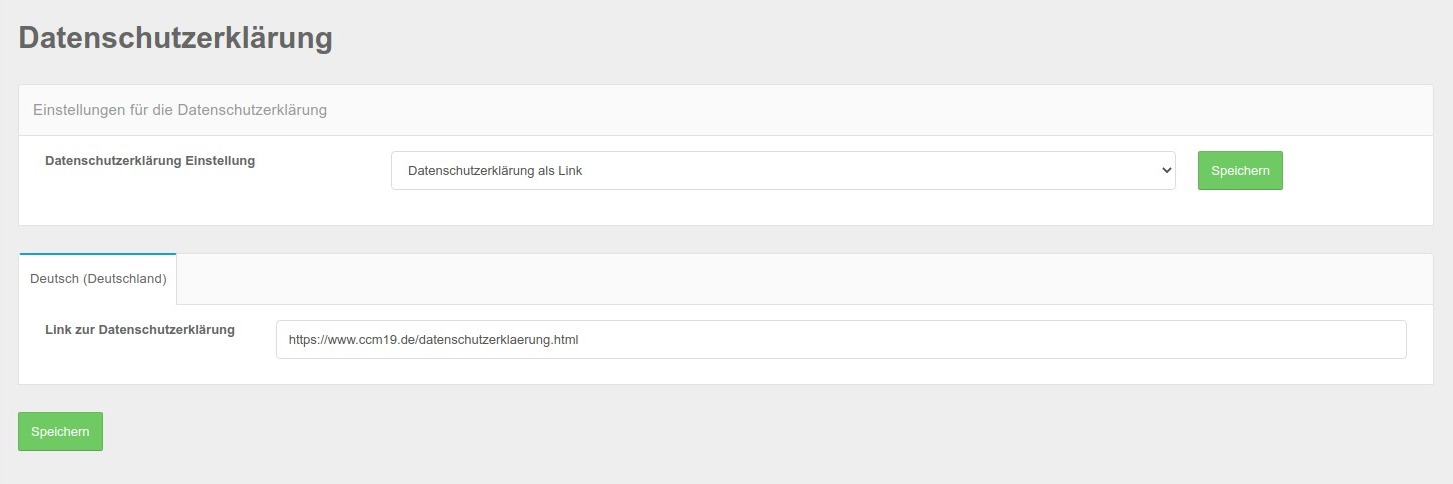 Datenschutzerklärung
Einstellungen für die Datenschutzerklärung
Datenschutzerklärung Einstellung
Datenschutzerklärung als Link
Speichern
Deutsch (Deutschland)
Link zur Datenschutzerklärung
https://www.ccm19.de/datenschutzerklaerung.html
Speichern